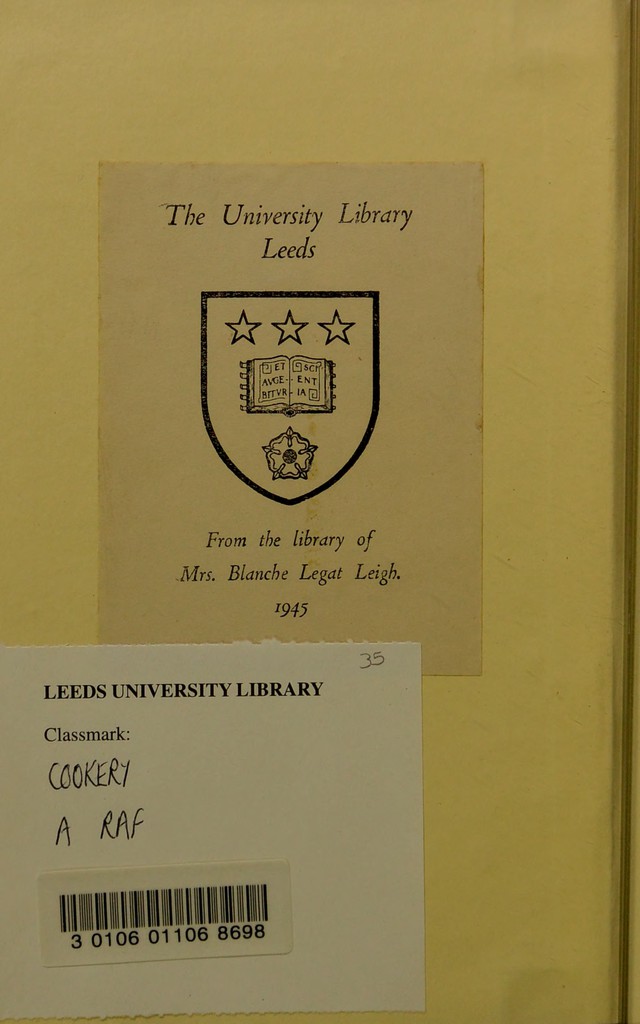 The University Library
Leeds
ET SCI
AVGE- ENT
BITVR- IA
From the library of
Mrs. Blanche Legat Leigh.
1945
35
LEEDS UNIVERSITY LIBRARY
Classmark:
COOKERY
A RAF
3 0106 01106 8698